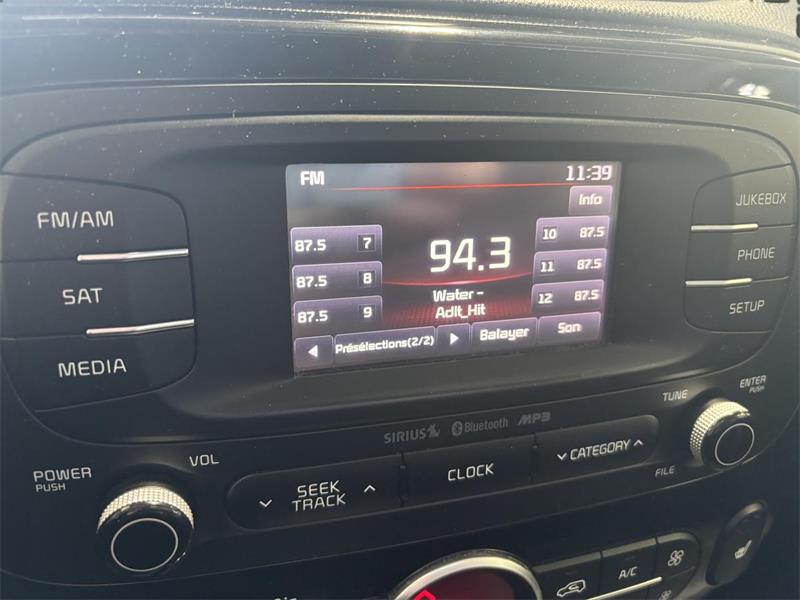 FM
11:39
Info
87.5 7
87.5 8
87.5 9
94.3
Water -
Adlt_Hit
10 87.5
11 87.5
12 87.5
Présélections(2/2)
Balayer
Son
FM/AM
SAT
MEDIA
JUKEBOX
PHONE
SETUP
SIRIUS
Bluetooth
MP3
POWER
PUSH
VOL
SEEK
TRACK
CLOCK
CATEGORY
TUNE
FILE
ENTER
PUSH
A/C